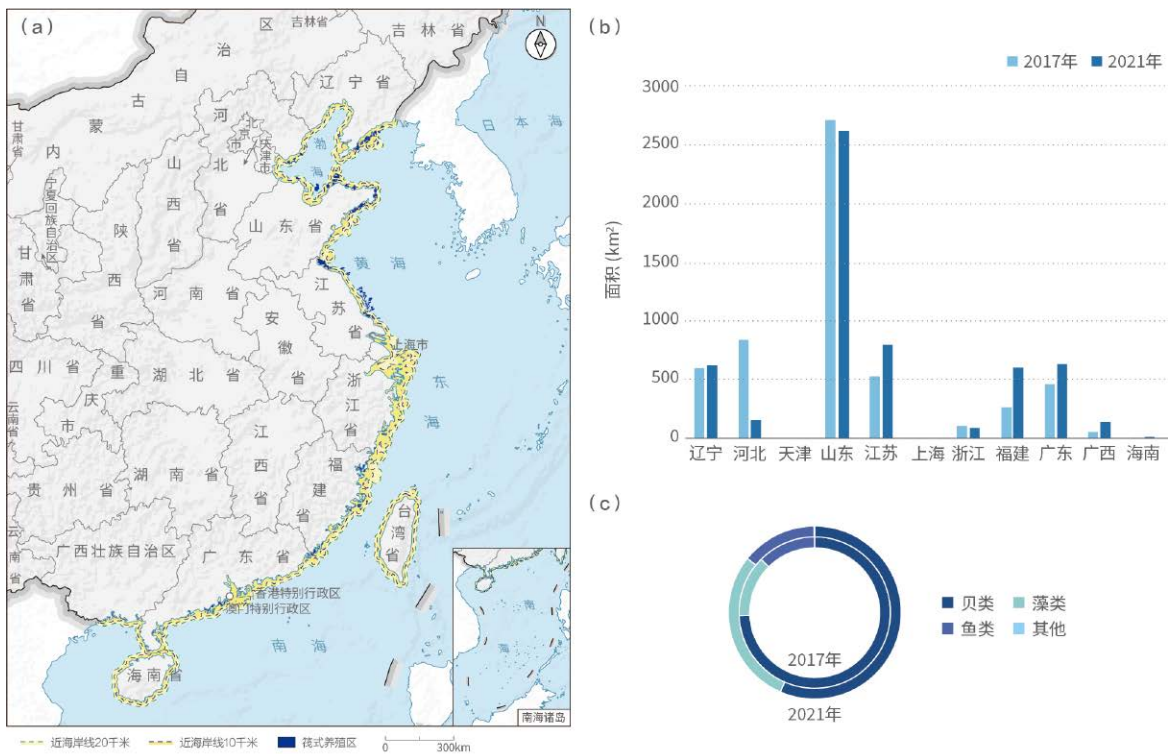 (a)
N
吉林省
吉林省
内蒙古自治区
辽宁省
日本海
甘肃省
北京市
天津市
河北省
渤海
山西省
宁夏回族自治区
山东省
陕西省
甘肃省
黄海
河南省
江苏省
安徽省
上海市
四川省
重庆市
湖北省
浙江省
东海
云南省
湖南省
江西省
贵州省
福建省
台湾省
云南省
广西壮族自治区
广东省
香港特别行政区
澳门特别行政区
南海
海南省
南海
南海诸岛
近海岸线20千米
近海岸线10千米
筏式养殖区
0
300km
(b)
2017年
2021年
面积 (km²)
3000
2500
2000
1500
1000
500
0
辽宁 河北 天津 山东 江苏 上海 浙江 福建 广东 广西 海南
(c)
2017年
2021年
贝类 藻类
鱼类 其他